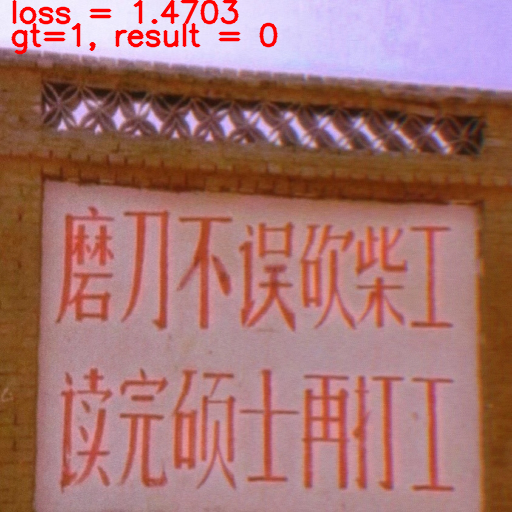 loss = 1.4703
gt=1, result = 0
磨刀不误砍柴工
读完硕士再打工